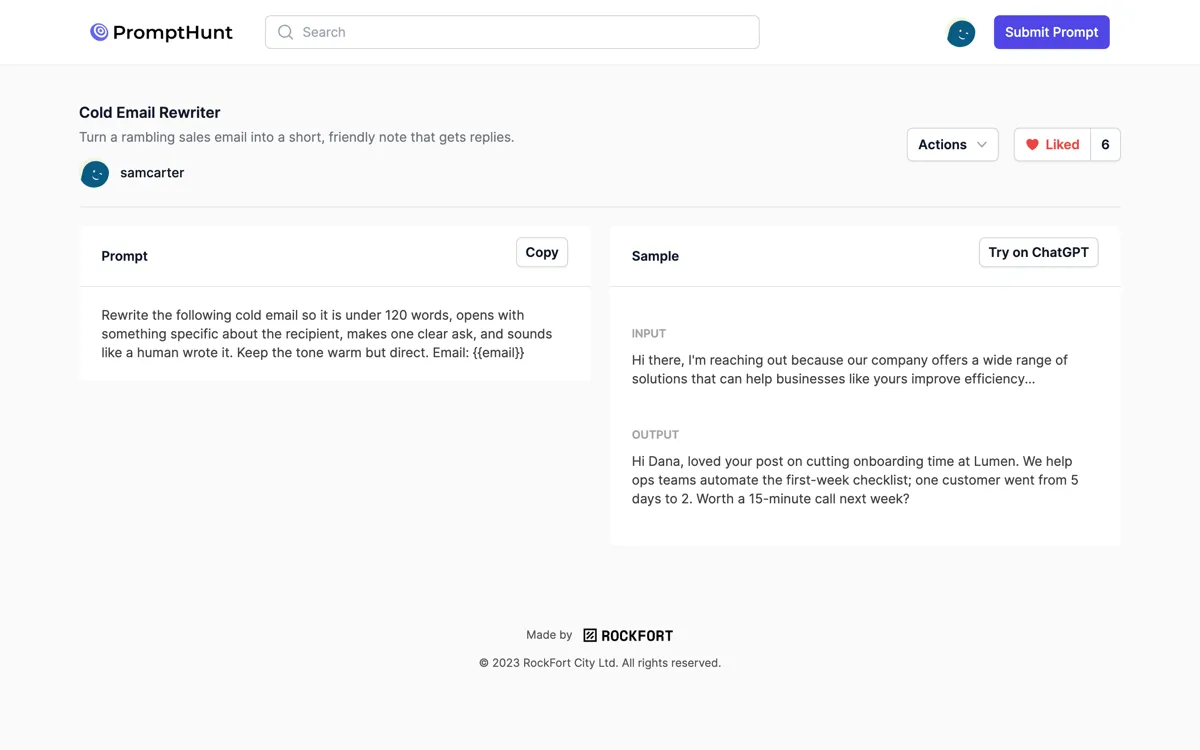 PromptHunt
Search
Submit Prompt
Cold Email Rewriter
Turn a rambling sales email into a short, friendly note that gets replies.
samcarter
Actions
Liked 6
Prompt
Copy
Rewrite the following cold email so it is under 120 words, opens with
something specific about the recipient, makes one clear ask, and sounds
like a human wrote it. Keep the tone warm but direct. Email: {{email}}
Sample
Try on ChatGPT
INPUT
Hi there, I'm reaching out because our company offers a wide range of
solutions that can help businesses like yours improve efficiency...
OUTPUT
Hi Dana, loved your post on cutting onboarding time at Lumen. We help
ops teams automate the first-week checklist; one customer went from 5
days to 2. Worth a 15-minute call next week?
Made by ROCKFORT
© 2023 RockFort City Ltd. All rights reserved.